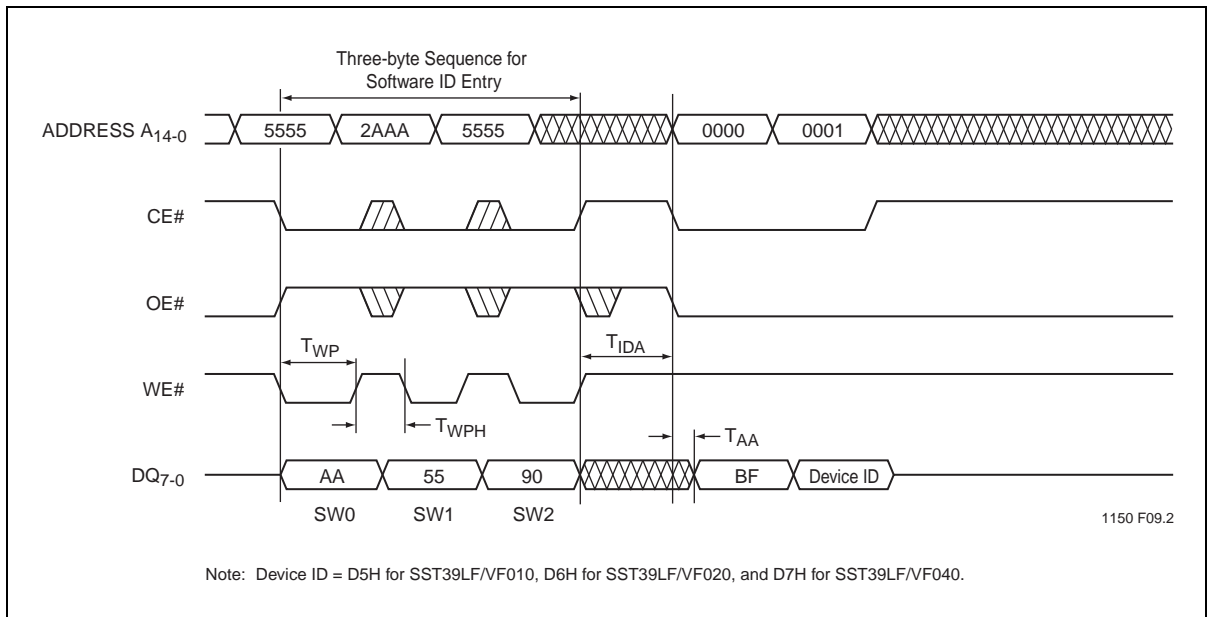 Three-byte Sequence for
Software ID Entry
ADDRESS A14-0
5555 2AAA 5555 0000 0001
CE#
OE#
TWP TIDA
WE#
TWPH TAA
DQ7-0
AA 55 90 BF Device ID
SW0 SW1 SW2
1150 F09.2
Note: Device ID = D5H for SST39LF/VF010, D6H for SST39LF/VF020, and D7H for SST39LF/VF040.